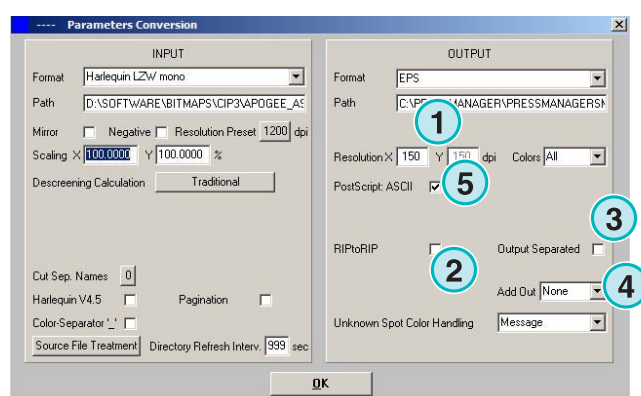 ---- Parameters Conversion
INPUT
Format Harlequin LZW mono
Path D:\SOFTWARE\BITMAPS\CIP3\APOGEE_AS
Mirror Negative Resolution Preset 1200 dpi
Scaling X 100.0000 Y 100.0000 %
Descreening Calculation Traditional
Cut Sep. Names 0
Harlequin V4.5 Pagination
Color-Separator '_'
Source File Treatment Directory Refresh Interv. 999 sec
OUTPUT
Format EPS
Path MANAGER\PRESSMANAGERSM
1
Resolution X 150 Y 150 dpi Colors All
PostScript: ASCII 5
3
RIPtoRIP Output Separated
2
Add Out None 4
Unknown Spot Color Handling Message
OK